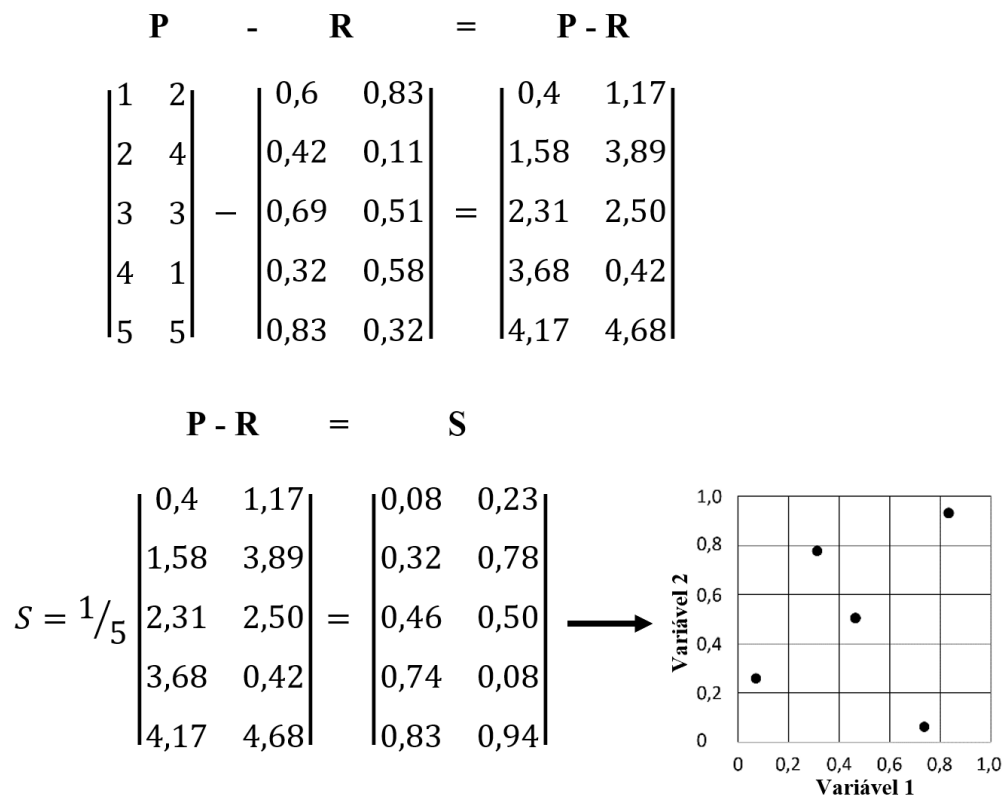 P - R = P - R
1 2 0,6 0,83 0,4 1,17
2 4 0,42 0,11 1,58 3,89
3 3 − 0,69 0,51 = 2,31 2,50
4 1 0,32 0,58 3,68 0,42
5 5 0,83 0,32 4,17 4,68
P - R = S
0,4 1,17 0,08 0,23
1,58 3,89 0,32 0,78
S = 1/5 2,31 2,50 = 0,46 0,50
3,68 0,42 0,74 0,08
4,17 4,68 0,83 0,94
1,0
0,8
0,6
0,4
0,2
0
Variável 2
0 0,2 0,4 0,6 0,8 1,0
Variável 1